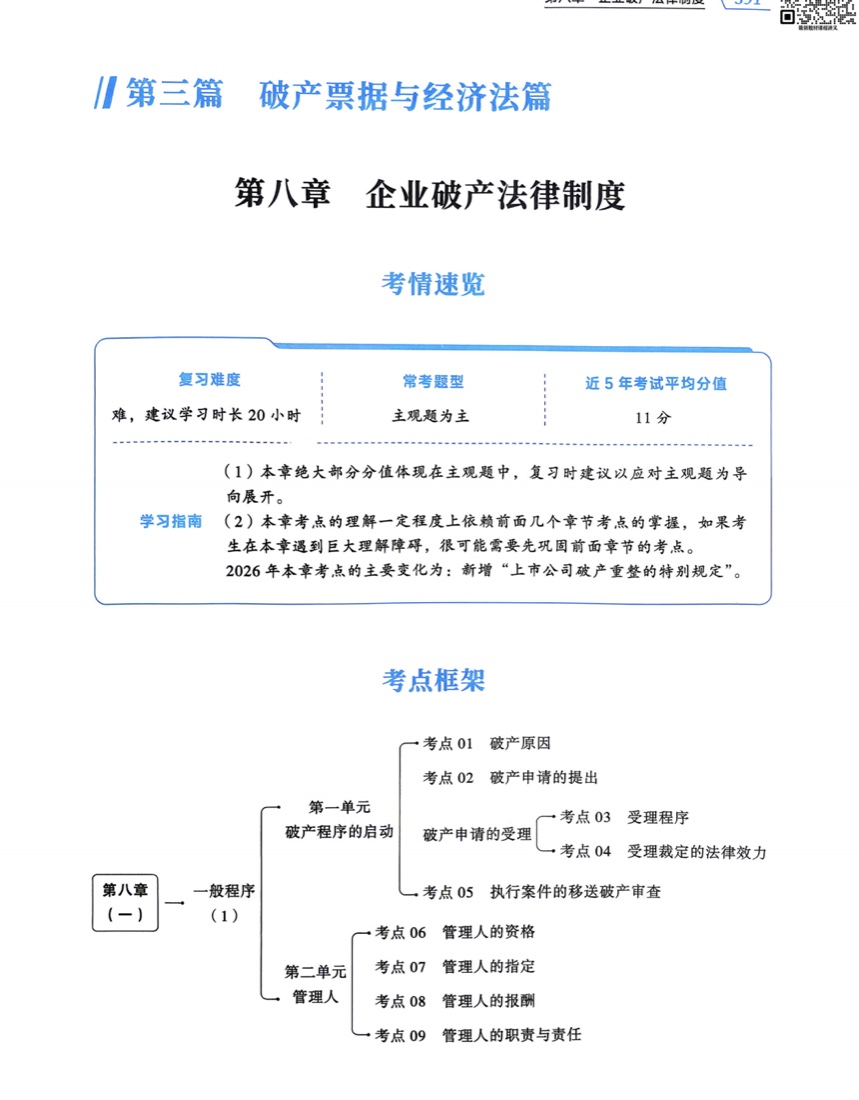 第三篇 破产票据与经济法篇
第八章 企业破产法律制度
考情速览
复习难度 常考题型 近5年考试平均分值
难，建议学习时长20小时 主观题为主 11分
（1）本章绝大部分分值体现在主观题中，复习时建议以应对主观题为导
向展开。
学习指南 （2）本章考点的理解一定程度上依赖前面几个章节考点的掌握，如果考
生在本章遇到巨大理解障碍，很可能需要先巩固前面章节的考点。
2026年本章考点的主要变化为：新增“上市公司破产重整的特别规定”。
考点框架
第八章
（一）
一般程序
（1）
第一单元
破产程序的启动
考点01 破产原因
考点02 破产申请的提出
破产申请的受理
考点03 受理程序
考点04 受理裁定的法律效力
考点05 执行案件的移送破产审查
第二单元
管理人
考点06 管理人的资格
考点07 管理人的指定
考点08 管理人的报酬
考点09 管理人的职责与责任